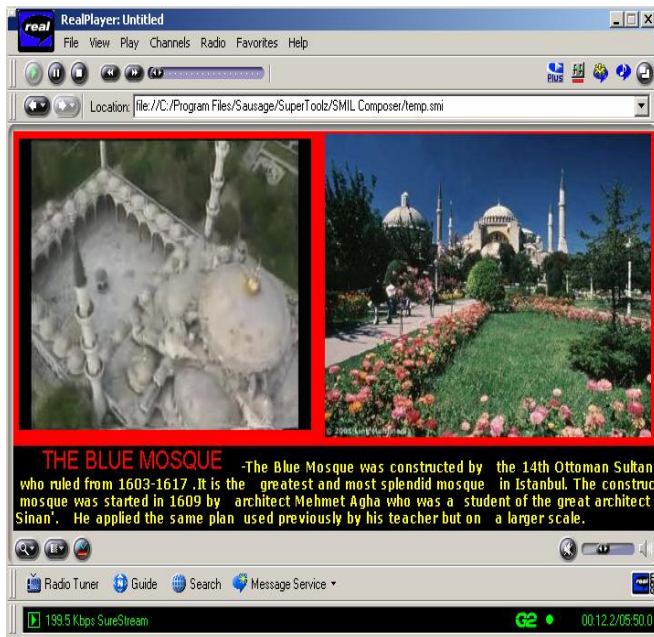 real
RealPlayer: Untitled
File View Play Channels Radio Favorites Help
PLUS
Location: file://C:/Program Files/Sausage/SuperToolz/SMIL Composer/temp.smi
THE BLUE MOSQUE -The Blue Mosque was constructed by the 14th Ottoman Sultan
who ruled from 1603-1617 .It is the greatest and most splendid mosque in Istanbul. The construc
mosque was started in 1609 by architect Mehmet Agha who was a student of the great architect
Sinan'. He applied the same plan used previously by his teacher but on a larger scale.
Radio Tuner Guide Search Message Service
real
199.5 Kbps SureStream G2 00:12.2/05:50.0